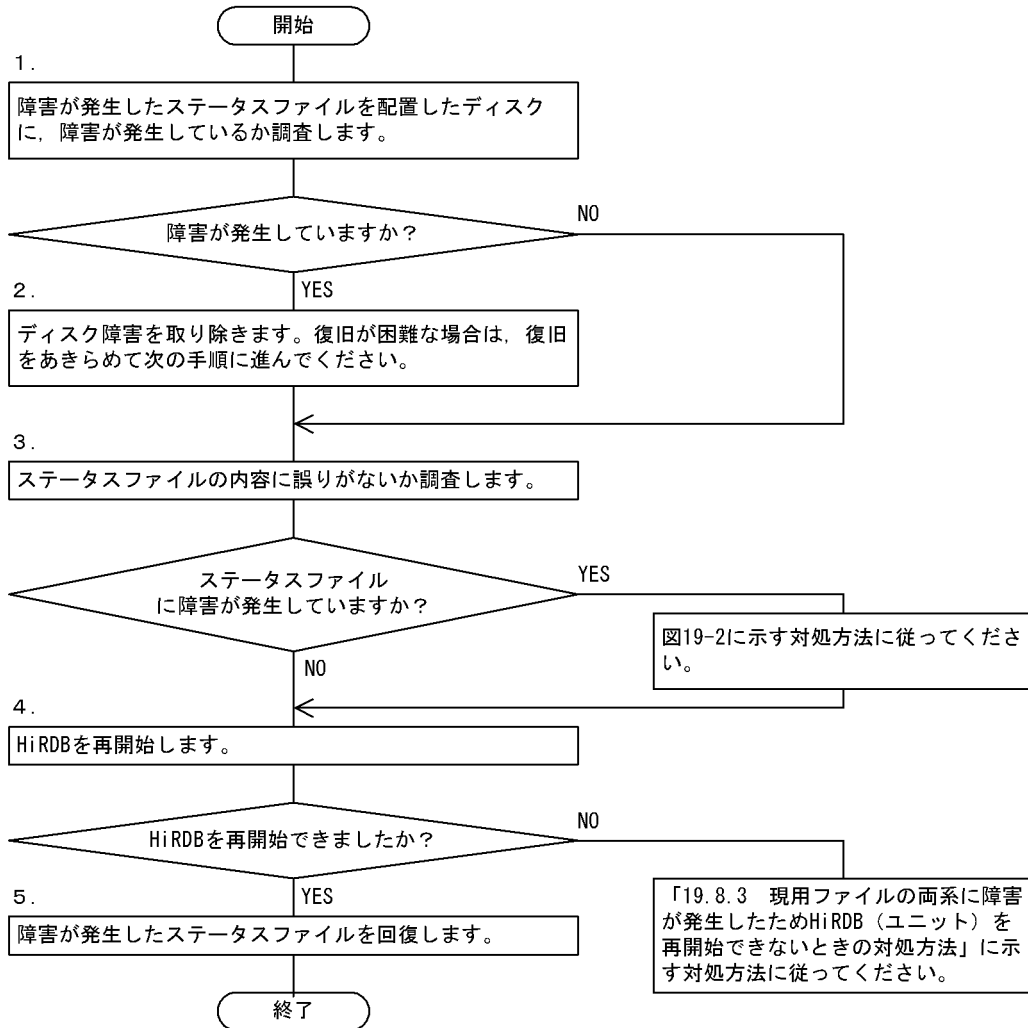 開始
１．
障害が発生したステータスファイルを配置したディスク
に，障害が発生しているか調査します。
障害が発生していますか？
NO
YES
２．
ディスク障害を取り除きます。復旧が困難な場合は，復旧
をあきらめて次の手順に進んでください。
３．
ステータスファイルの内容に誤りがないか調査します。
ステータスファイル
に障害が発生していますか？
YES
図19-2に示す対処方法に従ってくださ
い。
NO
４．
HiRDBを再開始します。
HiRDBを再開始できましたか？
NO
YES
「19.8.3　現用ファイルの両系に障害
が発生したためHiRDB（ユニット）を
再開始できないときの対処方法」に示
す対処方法に従ってください。
５．
障害が発生したステータスファイルを回復します。
終了